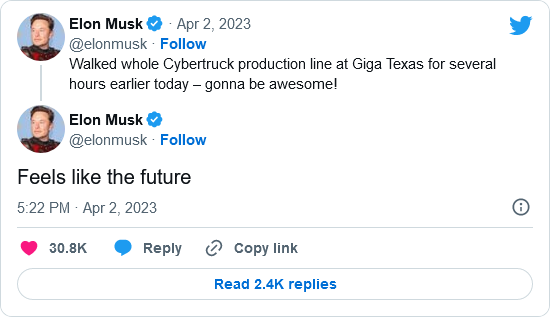 Elon Musk · Apr 2, 2023
@elonmusk · Follow
Walked whole Cybertruck production line at Giga Texas for several
hours earlier today – gonna be awesome!
Elon Musk
@elonmusk · Follow
Feels like the future
5:22 PM · Apr 2, 2023
30.8K Reply Copy link
Read 2.4K replies